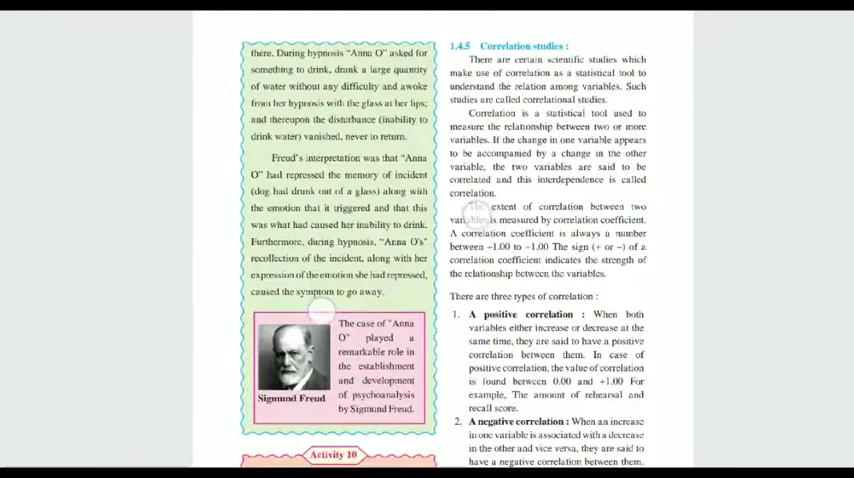 there. During hypnosis "Anna O" asked for
something to drink, drank a large quantity
of water without any difficulty and awoke
from her hypnosis with the glass at her lips;
and thereupon the disturbance (inability to
drink water) vanished, never to return.
Freud's interpretation was that "Anna
O" had repressed the memory of incident
(dog had drunk out of a glass) along with
the emotion that it triggered and that this
was what had caused her inability to drink.
Furthermore, during hypnosis, "Anna O's"
recollection of the incident, along with her
expression of the emotion she had repressed,
caused the symptom to go away.
The case of "Anna
O" played a
remarkable role in
the establishment
and development
of psychoanalysis
by Sigmund Freud.
Sigmund Freud
Activity 10
1.4.5 Correlation studies :
There are certain scientific studies which
make use of correlation as a statistical tool to
understand the relation among variables. Such
studies are called correlational studies.
Correlation is a statistical tool used to
measure the relationship between two or more
variables. If the change in one variable appears
to be accompanied by a change in the other
variable, the two variables are said to be
correlated and this interdependence is called
correlation.
The extent of correlation between two
variables is measured by correlation coefficient.
A correlation coefficient is always a number
between −1.00 to +1.00 The sign (+ or −) of a
correlation coefficient indicates the strength of
the relationship between the variables.
There are three types of correlation :
1. A positive correlation : When both
variables either increase or decrease at the
same time, they are said to have a positive
correlation between them. In case of
positive correlation, the value of correlation
is found between 0.00 and +1.00 For
example, The amount of rehearsal and
recall score.
2. A negative correlation : When an increase
in one variable is associated with a decrease
in the other and vice versa, they are said to
have a negative correlation between them.